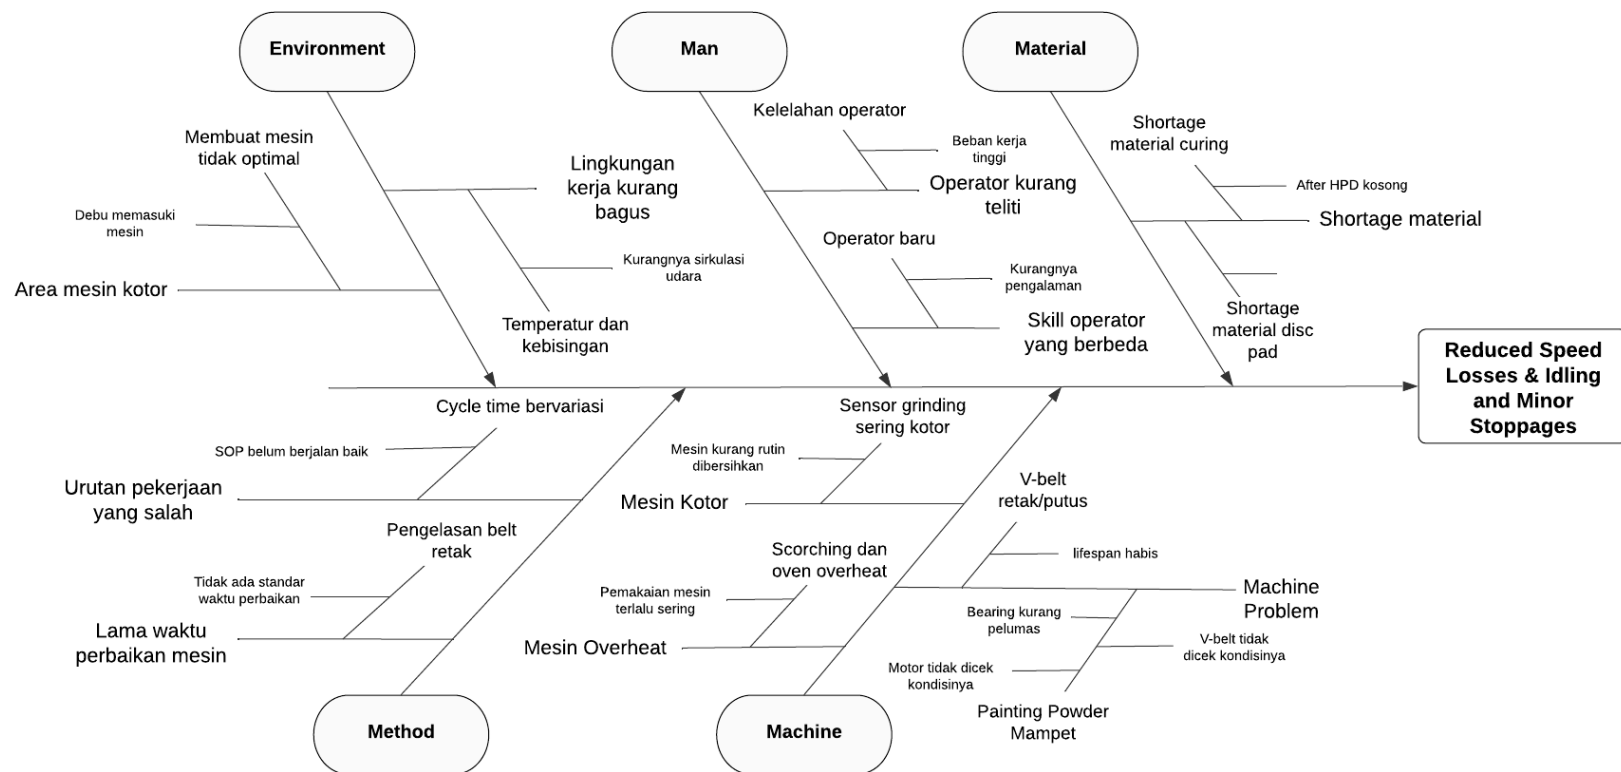 Environment
Man
Material
Membuat mesin
tidak optimal
Debu memasuki
mesin
Area mesin kotor
Lingkungan
kerja kurang
bagus
Kurangnya sirkulasi
udara
Temperatur dan
kebisingan
Kelelahan operator
Beban kerja
tinggi
Operator kurang
teliti
Operator baru
Kurangnya
pengalaman
Skill operator
yang berbeda
Shortage
material curing
After HPD kosong
Shortage material
Shortage
material disc
pad
Reduced Speed
Losses & Idling
and Minor
Stoppages
Cycle time bervariasi
SOP belum berjalan baik
Urutan pekerjaan
yang salah
Pengelasan belt
retak
Tidak ada standar
waktu perbaikan
Lama waktu
perbaikan mesin
Sensor grinding
sering kotor
Mesin kurang rutin
dibersihkan
Mesin Kotor
Scorching dan
oven overheat
Pemakaian mesin
terlalu sering
Mesin Overheat
V-belt
retak/putus
lifespan habis
Machine
Problem
Bearing kurang
pelumas
V-belt tidak
dicek kondisinya
Motor tidak dicek
kondisinya
Painting Powder
Mampet
Method
Machine